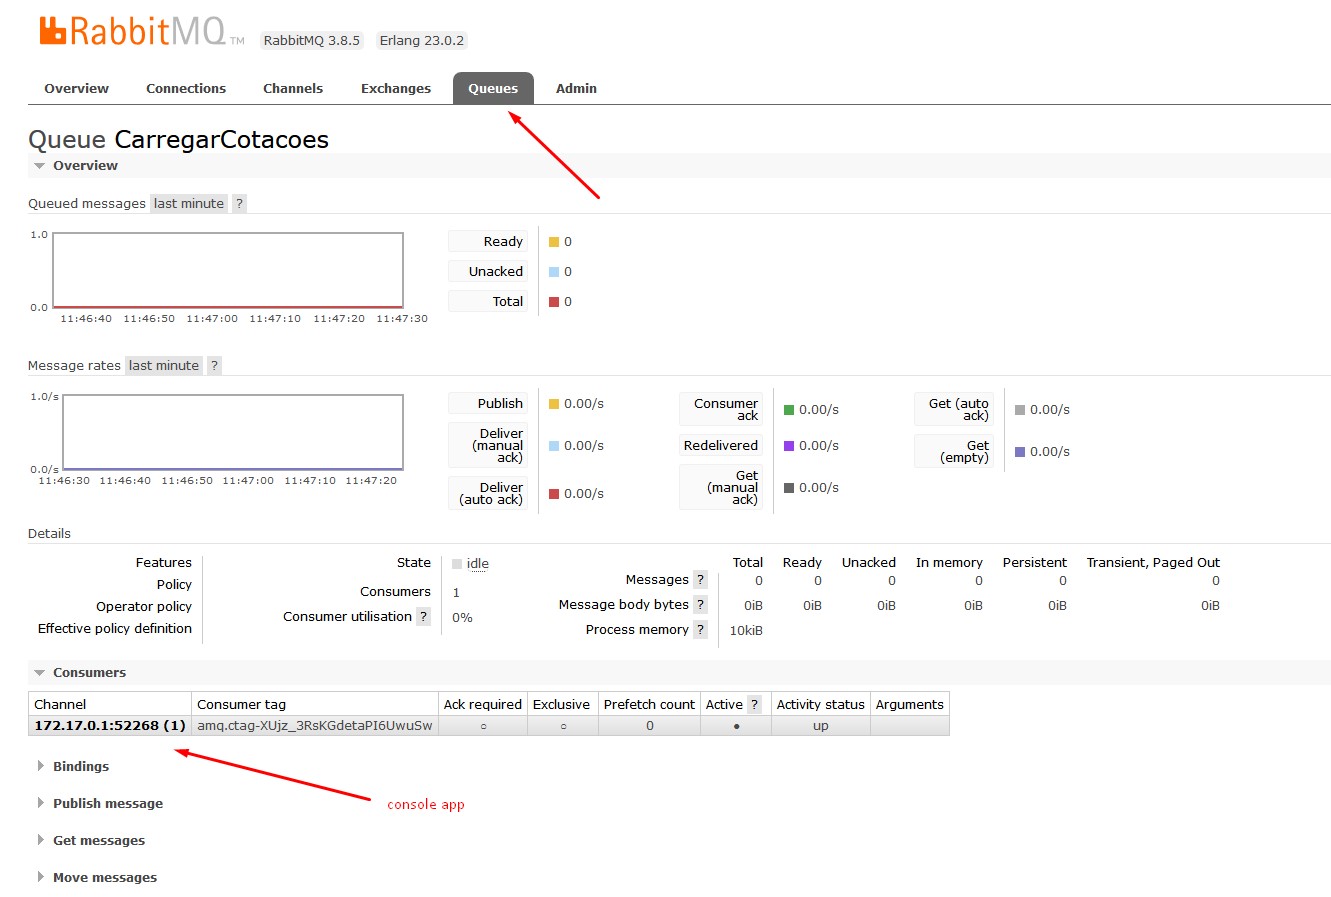 RabbitMQ TM RabbitMQ 3.8.5 Erlang 23.0.2
Overview Connections Channels Exchanges Queues Admin
Queue CarregarCotacoes
Overview
Queued messages last minute ?
1.0
0.0
11:46:40 11:46:50 11:47:00 11:47:10 11:47:20 11:47:30
Ready 0
Unacked 0
Total 0
Message rates last minute ?
1.0/s
0.0/s
11:46:30 11:46:40 11:46:50 11:47:00 11:47:10 11:47:20
Publish 0.00/s
Deliver
(manual
ack)
0.00/s
Deliver
(auto ack)
0.00/s
Consumer
ack
0.00/s
Redelivered 0.00/s
Get
(manual
ack)
0.00/s
Get (auto
ack)
0.00/s
Get
(empty)
0.00/s
Details
Features
Policy
Operator policy
Effective policy definition
State idle
Consumers 1
Consumer utilisation ? 0%
Total Ready Unacked In memory Persistent Transient, Paged Out
Messages ? 0 0 0 0 0 0
Message body bytes ? 0iB 0iB 0iB 0iB 0iB 0iB
Process memory ? 10kiB
Consumers
Channel Consumer tag Ack required Exclusive Prefetch count Active ? Activity status Arguments
172.17.0.1:52268 (1) amq.ctag-XUjz_3RsKGdetaPI6UwuSw ○ ○ 0 ● up
Bindings
console app
Publish message
Get messages
Move messages